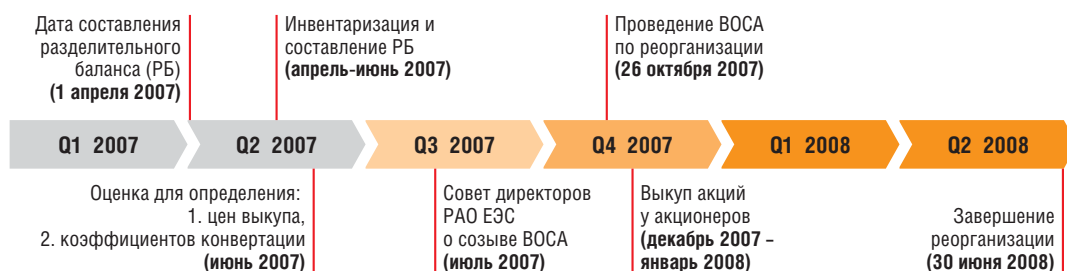 Дата составления
разделительного
баланса (РБ)
(1 апреля 2007)
Инвентаризация и
составление РБ
(апрель-июнь 2007)
Проведение ВОСА
по реорганизации
(26 октября 2007)
Q1 2007
Q2 2007
Q3 2007
Q4 2007
Q1 2008
Q2 2008
Оценка для определения:
1. цен выкупа,
2. коэффициентов конвертации
(июнь 2007)
Совет директоров
РАО ЕЭС
о созыве ВОСА
(июль 2007)
Выкуп акций
у акционеров
(декабрь 2007 –
январь 2008)
Завершение
реорганизации
(30 июня 2008)